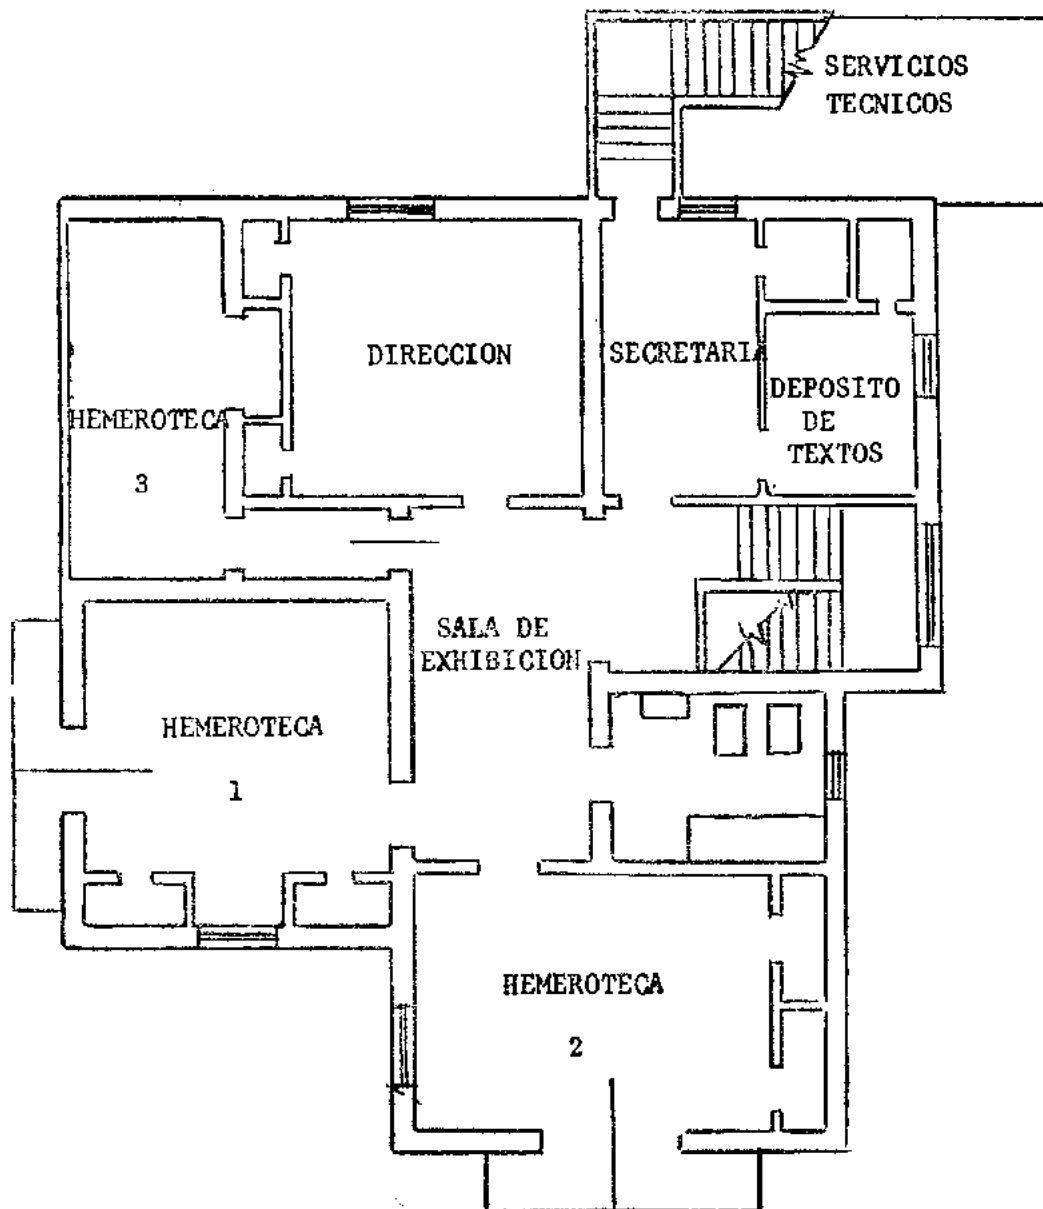 SERVICIOS
TECNICOS
DIRECCION
SECRETARIA
DEPOSITO
DE
TEXTOS
HEMEROTECA
3
SALA DE
EXHIBICION
HEMEROTECA
1
HEMEROTECA
2